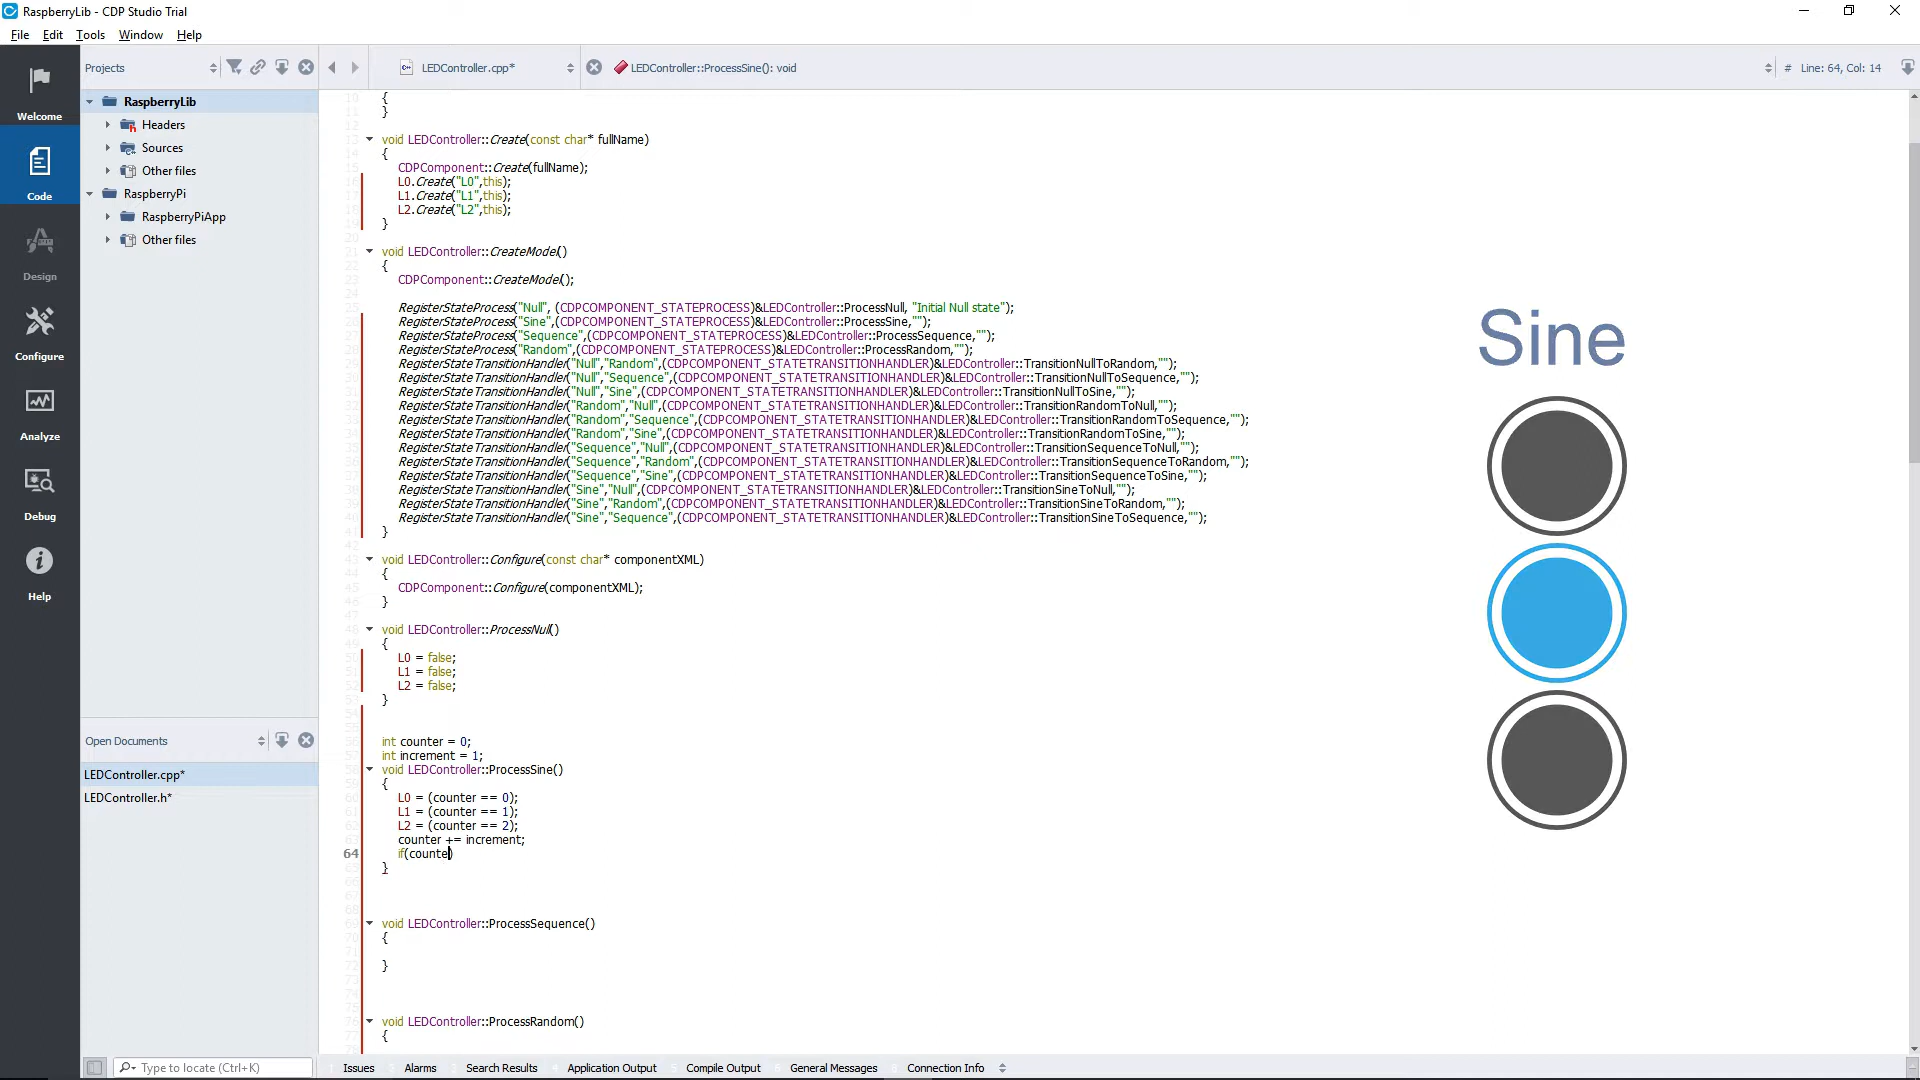 RaspberryLib - CDP Studio Trial
File Edit Tools Window Help
Welcome
Code
Design
Configure
Analyze
Debug
Help
Projects
RaspberryLib
Headers
Sources
Other files
RaspberryPi
RaspberryPiApp
Other files
Open Documents
LEDController.cpp*
LEDController.h*
Type to locate (Ctrl+K)
LEDController.cpp* LEDController::ProcessSine(): void # Line: 64, Col: 14
{
}
void LEDController::Create(const char* fullName)
{
CDPComponent::Create(fullName);
L0.Create("L0",this);
L1.Create("L1",this);
L2.Create("L2",this);
}
void LEDController::CreateModel()
{
CDPComponent::CreateModel();
RegisterStateProcess("Null", (CDPCOMPONENT_STATEPROCESS)&LEDController::ProcessNull, "Initial Null state");
RegisterStateProcess("Sine",(CDPCOMPONENT_STATEPROCESS)&LEDController::ProcessSine,"");
RegisterStateProcess("Sequence",(CDPCOMPONENT_STATEPROCESS)&LEDController::ProcessSequence,"");
RegisterStateProcess("Random",(CDPCOMPONENT_STATEPROCESS)&LEDController::ProcessRandom,"");
RegisterStateTransitionHandler("Null","Random",(CDPCOMPONENT_STATETRANSITIONHANDLER)&LEDController::TransitionNullToRandom,"");
RegisterStateTransitionHandler("Null","Sequence",(CDPCOMPONENT_STATETRANSITIONHANDLER)&LEDController::TransitionNullToSequence,"");
RegisterStateTransitionHandler("Null","Sine",(CDPCOMPONENT_STATETRANSITIONHANDLER)&LEDController::TransitionNullToSine,"");
RegisterStateTransitionHandler("Random","Null",(CDPCOMPONENT_STATETRANSITIONHANDLER)&LEDController::TransitionRandomToNull,"");
RegisterStateTransitionHandler("Random","Sequence",(CDPCOMPONENT_STATETRANSITIONHANDLER)&LEDController::TransitionRandomToSequence,"");
RegisterStateTransitionHandler("Random","Sine",(CDPCOMPONENT_STATETRANSITIONHANDLER)&LEDController::TransitionRandomToSine,"");
RegisterStateTransitionHandler("Sequence","Null",(CDPCOMPONENT_STATETRANSITIONHANDLER)&LEDController::TransitionSequenceToNull,"");
RegisterStateTransitionHandler("Sequence","Random",(CDPCOMPONENT_STATETRANSITIONHANDLER)&LEDController::TransitionSequenceToRandom,"");
RegisterStateTransitionHandler("Sequence","Sine",(CDPCOMPONENT_STATETRANSITIONHANDLER)&LEDController::TransitionSequenceToSine,"");
RegisterStateTransitionHandler("Sine","Null",(CDPCOMPONENT_STATETRANSITIONHANDLER)&LEDController::TransitionSineToNull,"");
RegisterStateTransitionHandler("Sine","Random",(CDPCOMPONENT_STATETRANSITIONHANDLER)&LEDController::TransitionSineToRandom,"");
RegisterStateTransitionHandler("Sine","Sequence",(CDPCOMPONENT_STATETRANSITIONHANDLER)&LEDController::TransitionSineToSequence,"");
}
void LEDController::Configure(const char* componentXML)
{
CDPComponent::Configure(componentXML);
}
void LEDController::ProcessNull()
{
L0 = false;
L1 = false;
L2 = false;
}
int counter = 0;
int increment = 1;
void LEDController::ProcessSine()
{
L0 = (counter == 0);
L1 = (counter == 1);
L2 = (counter == 2);
counter += increment;
64 if(counte)
}
void LEDController::ProcessSequence()
{
}
void LEDController::ProcessRandom()
{
Sine
Issues Alarms Search Results Application Output Compile Output General Messages Connection Info